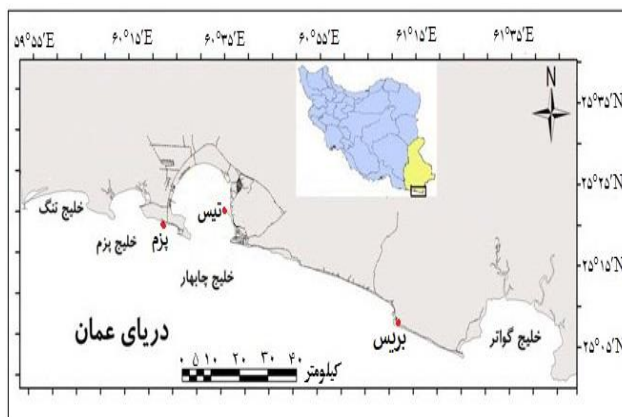 ۵۹°۵۵′E ۶۰°۱۵′E ۶۰°۳۵′E ۶۰°۵۵′E ۶۱°۱۵′E ۶۱°۳۵′E
N
۲۵°۳۵′N
۲۵°۲۵′N
۲۵°۱۵′N
۲۵°۰۵′N
خلیج تنگ
خلیج پزم
پزم
تیس
خلیج چابهار
دریای عمان
بریس
خلیج گواتر
۰ ۵ ۱۰ ۲۰ ۳۰ ۴۰
کیلومتر